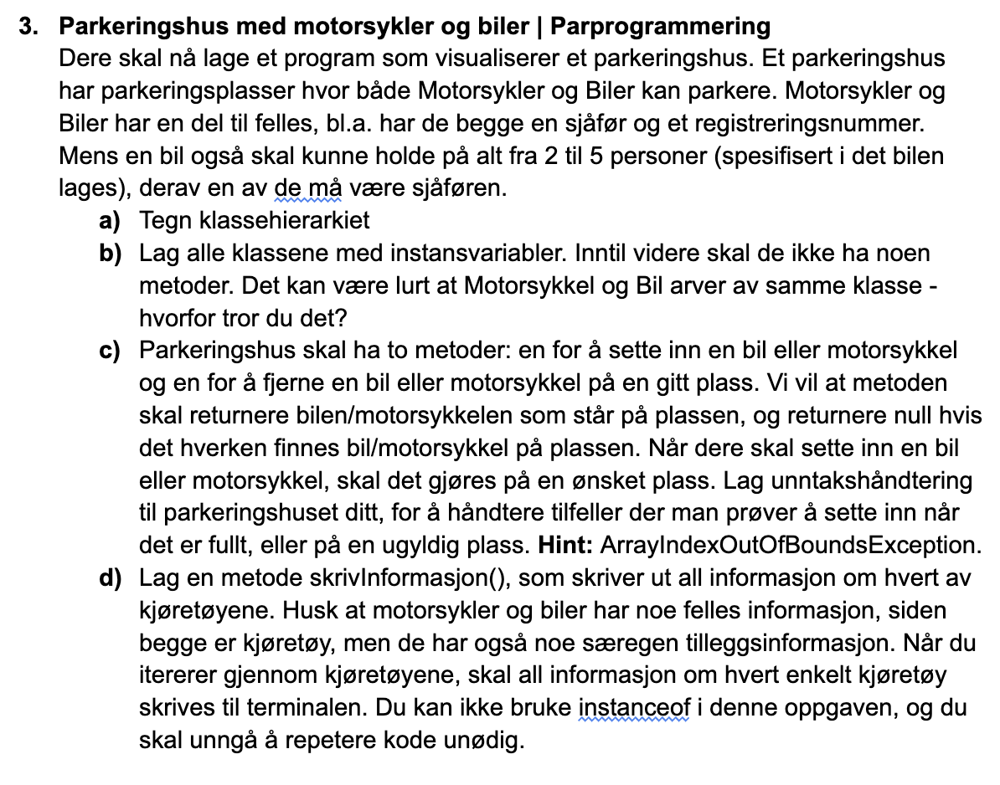 3. Parkeringshus med motorsykler og biler | Parprogrammering
Dere skal nå lage et program som visualiserer et parkeringshus. Et parkeringshus
har parkeringsplasser hvor både Motorsykler og Biler kan parkere. Motorsykler og
Biler har en del til felles, bl.a. har de begge en sjåfør og et registreringsnummer.
Mens en bil også skal kunne holde på alt fra 2 til 5 personer (spesifisert i det bilen
lages), derav en av de må være sjåføren.
a) Tegn klassehierarkiet
b) Lag alle klassene med instansvariabler. Inntil videre skal de ikke ha noen
metoder. Det kan være lurt at Motorsykkel og Bil arver av samme klasse -
hvorfor tror du det?
c) Parkeringshus skal ha to metoder: en for å sette inn en bil eller motorsykkel
og en for å fjerne en bil eller motorsykkel på en gitt plass. Vi vil at metoden
skal returnere bilen/motorsykkelen som står på plassen, og returnere null hvis
det hverken finnes bil/motorsykkel på plassen. Når dere skal sette inn en bil
eller motorsykkel, skal det gjøres på en ønsket plass. Lag unntakshåndtering
til parkeringshuset ditt, for å håndtere tilfeller der man prøver å sette inn når
det er fullt, eller på en ugyldig plass. Hint: ArrayIndexOutOfBoundsException.
d) Lag en metode skrivInformasjon(), som skriver ut all informasjon om hvert av
kjøretøyene. Husk at motorsykler og biler har noe felles informasjon, siden
begge er kjøretøy, men de har også noe særegen tilleggsinformasjon. Når du
itererer gjennom kjøretøyene, skal all informasjon om hvert enkelt kjøretøy
skrives til terminalen. Du kan ikke bruke instanceof i denne oppgaven, og du
skal unngå å repetere kode unødig.